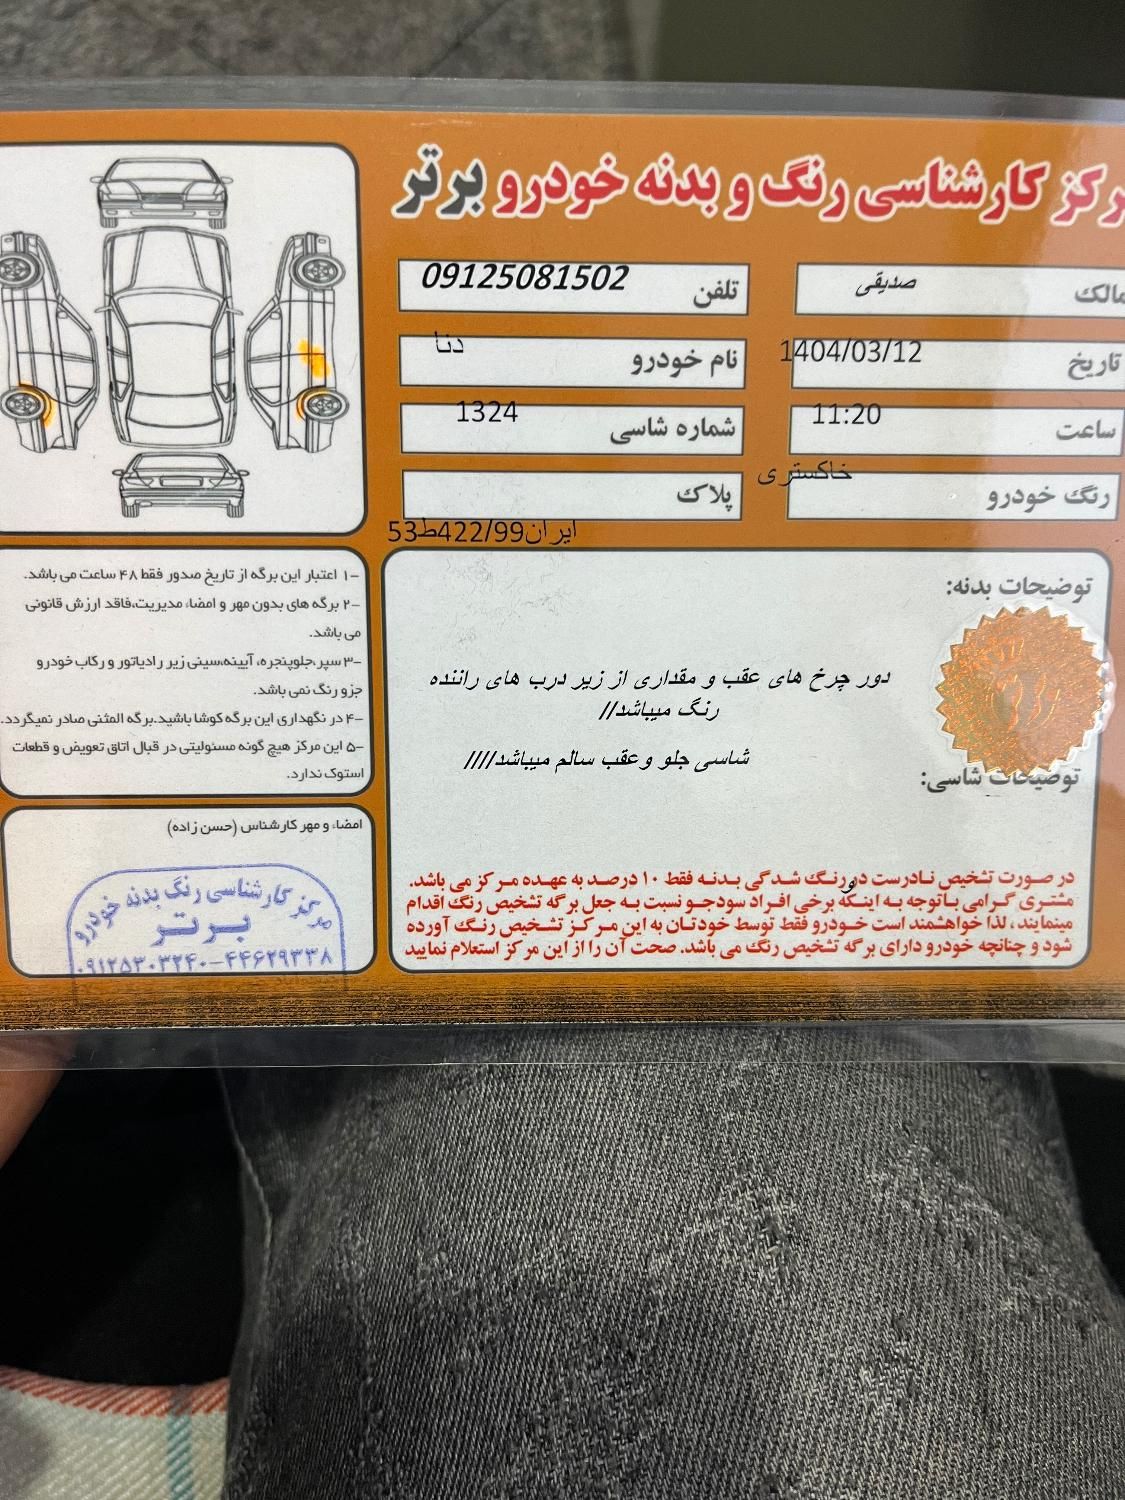 مرکز کارشناسی رنگ و بدنه خودرو برتر
مالک صدیقی
تلفن 09125081502
تاریخ 1404/03/12
نام خودرو دنا
ساعت 11:20
شماره شاسی 1324
رنگ خودرو خاکستری
پلاک
ایران99/422ط53
توضیحات بدنه:
دور چرخ های عقب و مقداری از زیر درب های راننده
رنگ میباشد//
شاسی جلو وعقب سالم میباشد////
توضیحات شاسی:
در صورت تشخیص نادرست دررنگ شدگی بدنه فقط ۱۰ درصد به عهده مرکز می باشد.
و
مشتری گرامی باتوجه به اینکه برخی افراد سودجو نسبت به جعل برگه تشخیص رنگ اقدام
مینمایند، لذا خواهشمند است خودرو فقط توسط خودتان به این مرکز تشخیص رنگ آورده
شود و چنانچه خودرو دارای برگه تشخیص رنگ می باشد. صحت آن را از این مرکز استعلام نمایید
۱- اعتبار این برگه از تاریخ صدور فقط ۴۸ ساعت می باشد.
۲- برگه های بدون مهر و امضاء مدیریت،فاقد ارزش قانونی
می باشد.
۳- سپر،جلوپنجره، آیینه،سینی زیر رادیاتور و رکاب خودرو
جزو رنگ نمی باشد.
۴- در نگهداری این برگه کوشا باشید.برگه المثنی صادر نمیگردد.
۵- این مرکز هیچ گونه مسئولیتی در قبال اتاق تعویض و قطعات
استوک ندارد.
امضاء و مهر کارشناس (حسن زاده)
مرکز کارشناسی رنگ بدنه خودرو
برتر
۰۹۱۲۵۳۰۳۲۴۰-۴۴۶۲۹۳۳۸